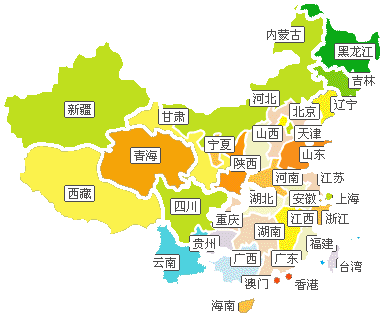 内蒙古
黑龙江
吉林
辽宁
河北
北京
新疆
甘肃
天津
山西
宁夏
陕西
山东
青海
河南
江苏
西藏
四川
湖北
安徽
上海
重庆
江西
浙江
湖南
贵州
福建
云南
广西
广东
台湾
澳门
香港
海南